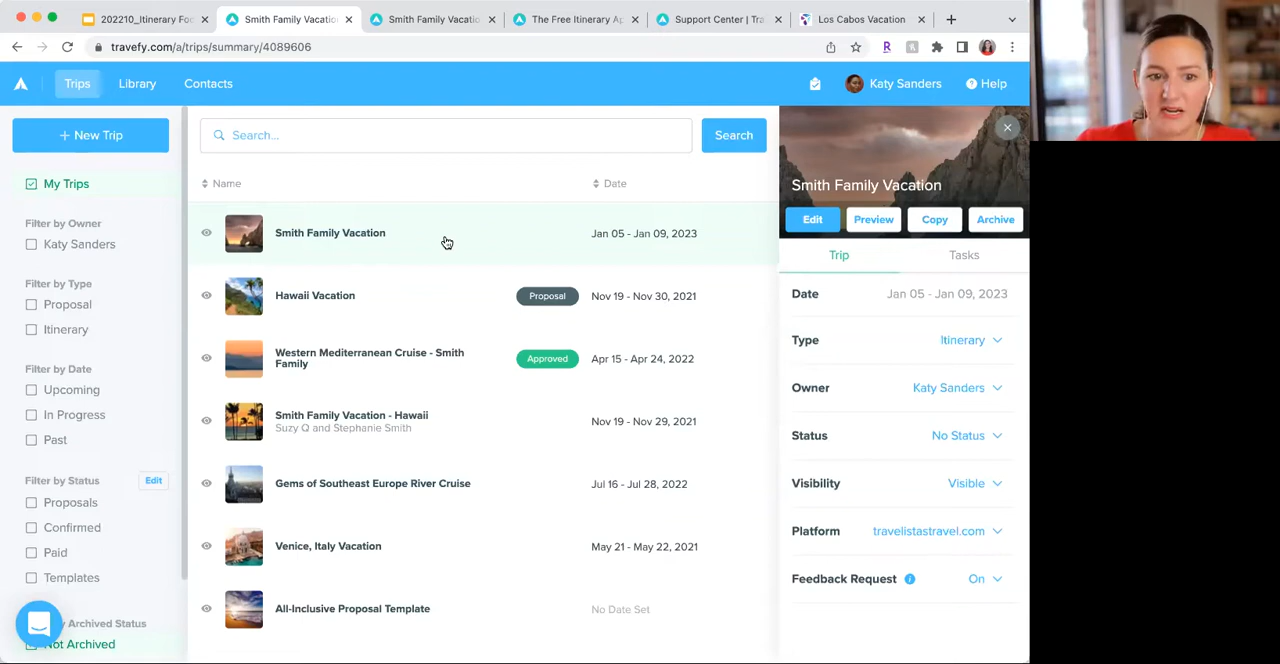 202210_Itinerary Foc
Smith Family Vacatio
Smith Family Vacatio
The Free Itinerary Ap
Support Center | Tra
Los Cabos Vacation
travefy.com/a/trips/summary/4089606
Trips
Library
Contacts
Katy Sanders
Help
+ New Trip
Search...
Search
My Trips
Filter by Owner
Katy Sanders
Filter by Type
Proposal
Itinerary
Filter by Date
Upcoming
In Progress
Past
Filter by Status
Edit
Proposals
Confirmed
Paid
Templates
y Archived Status
Not Archived
Name
Date
Smith Family Vacation
Jan 05 - Jan 09, 2023
Hawaii Vacation
Proposal
Nov 19 - Nov 30, 2021
Western Mediterranean Cruise - Smith
Family
Approved
Apr 15 - Apr 24, 2022
Smith Family Vacation - Hawaii
Suzy Q and Stephanie Smith
Nov 19 - Nov 29, 2021
Gems of Southeast Europe River Cruise
Jul 16 - Jul 28, 2022
Venice, Italy Vacation
May 21 - May 22, 2021
All-Inclusive Proposal Template
No Date Set
Smith Family Vacation
Edit
Preview
Copy
Archive
Trip
Tasks
Date
Jan 05 - Jan 09, 2023
Type
Itinerary
Owner
Katy Sanders
Status
No Status
Visibility
Visible
Platform
travelistastravel.com
Feedback Request
On